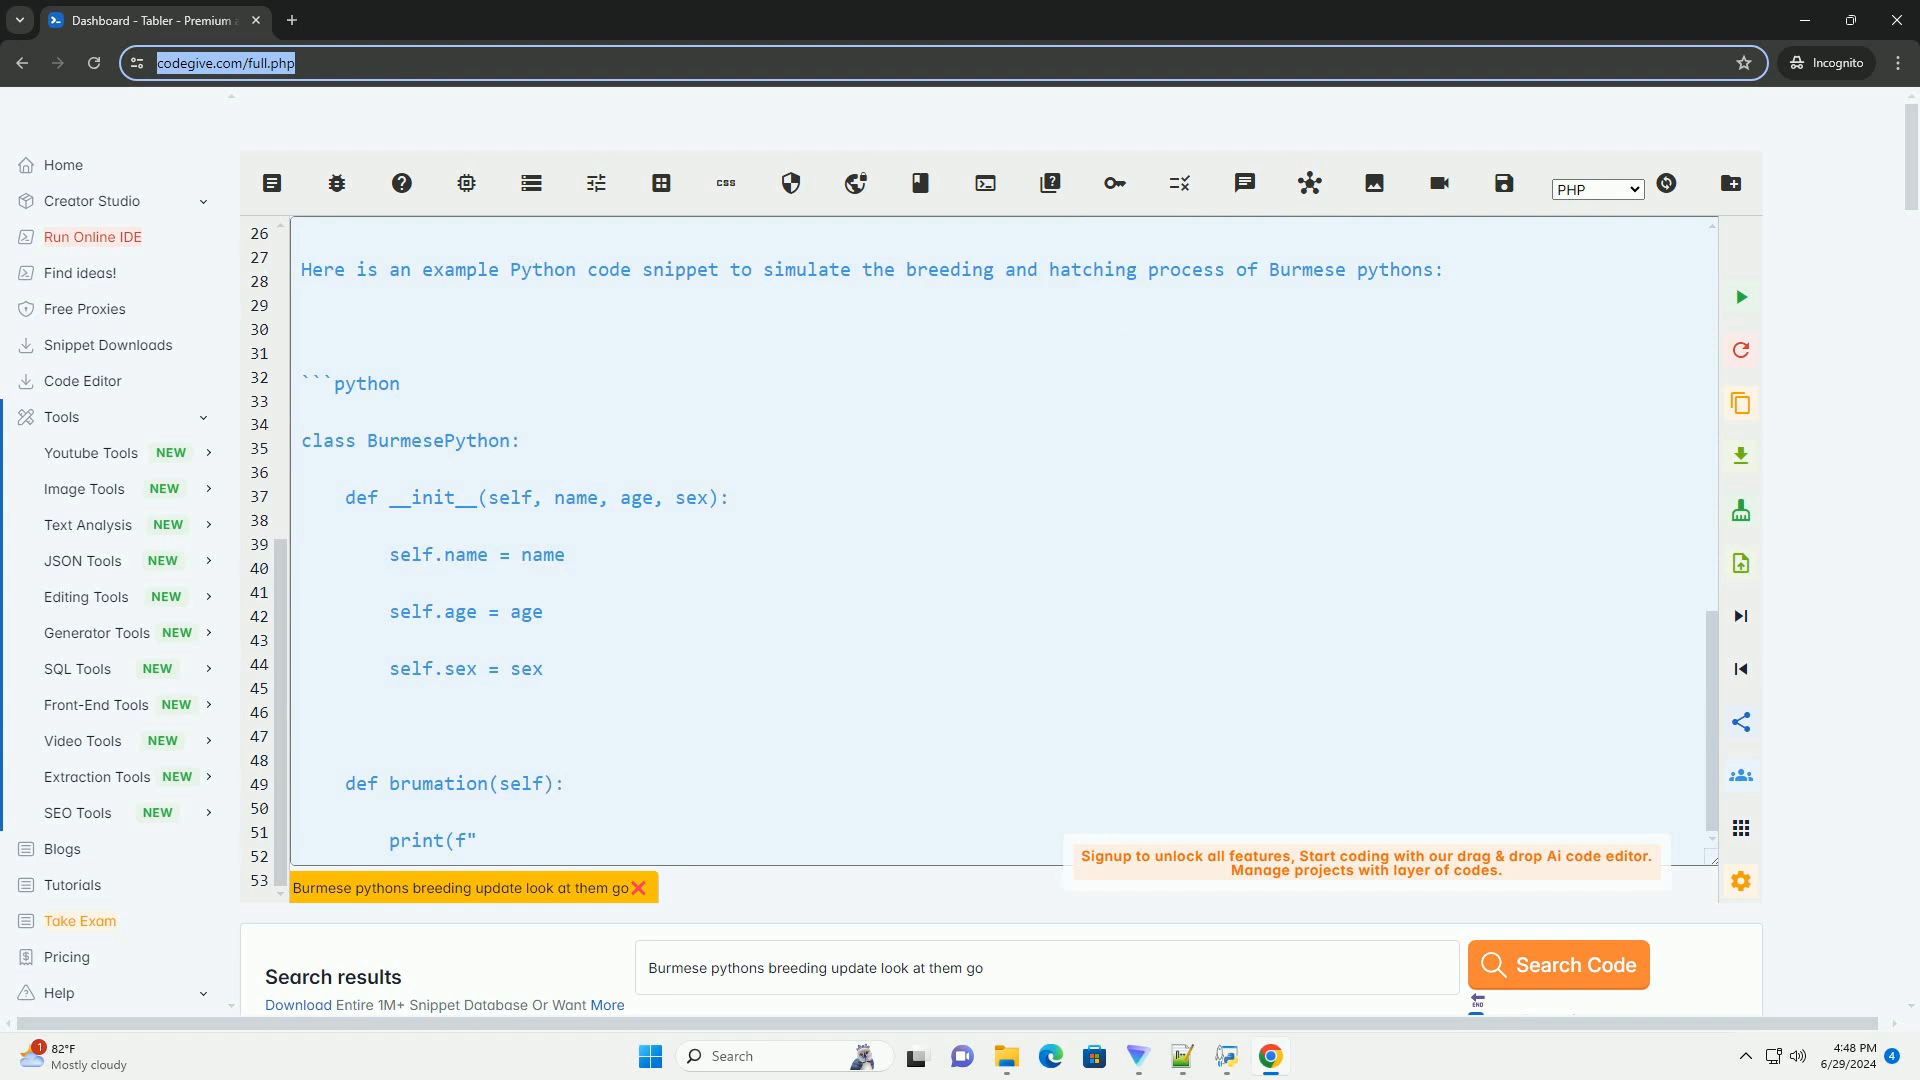 Dashboard - Tabler - Premium
codegive.com/full.php
Incognito
Home
Creator Studio
Run Online IDE
Find ideas!
Free Proxies
Snippet Downloads
Code Editor
Tools
Youtube Tools NEW
Image Tools NEW
Text Analysis NEW
JSON Tools NEW
Editing Tools NEW
Generator Tools NEW
SQL Tools NEW
Front-End Tools NEW
Video Tools NEW
Extraction Tools NEW
SEO Tools NEW
Blogs
Tutorials
Take Exam
Pricing
Help
css
PHP
26
27
28
29
30
31
32
33
34
35
36
37
38
39
40
41
42
43
44
45
46
47
48
49
50
51
52
53
Here is an example Python code snippet to simulate the breeding and hatching process of Burmese pythons:
```python
class BurmesePython:
def __init__(self, name, age, sex):
self.name = name
self.age = age
self.sex = sex
def brumation(self):
print(f"
Signup to unlock all features, Start coding with our drag & drop Ai code editor.
Manage projects with layer of codes.
Burmese pythons breeding update look at them go
Search results
Download Entire 1M+ Snippet Database Or Want More
Burmese pythons breeding update look at them go
Search Code
END
1
82°F
Mostly cloudy
Search
4:48 PM
6/29/2024
4